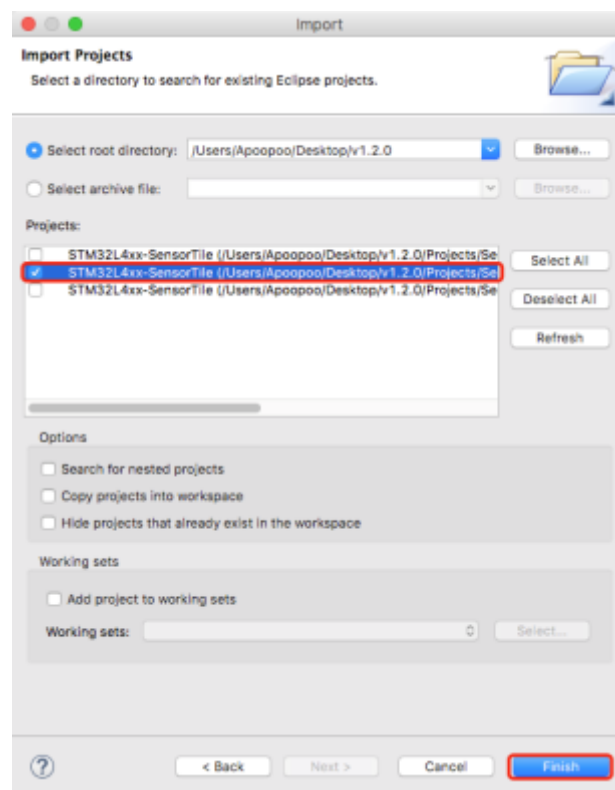 Import
Import Projects
Select a directory to search for existing Eclipse projects.
Select root directory: /Users/Apoopoo/Desktop/v1.2.0 Browse...
Select archive file: Browse...
Projects:
STM32L4xx-SensorTile (/Users/Apoopoo/Desktop/v1.2.0/Projects/Se
STM32L4xx-SensorTile (/Users/Apoopoo/Desktop/v1.2.0/Projects/Se
STM32L4xx-SensorTile (/Users/Apoopoo/Desktop/v1.2.0/Projects/Se
Select All
Deselect All
Refresh
Options
Search for nested projects
Copy projects into workspace
Hide projects that already exist in the workspace
Working sets
Add project to working sets
Working sets: Select...
? < Back Next > Cancel Finish